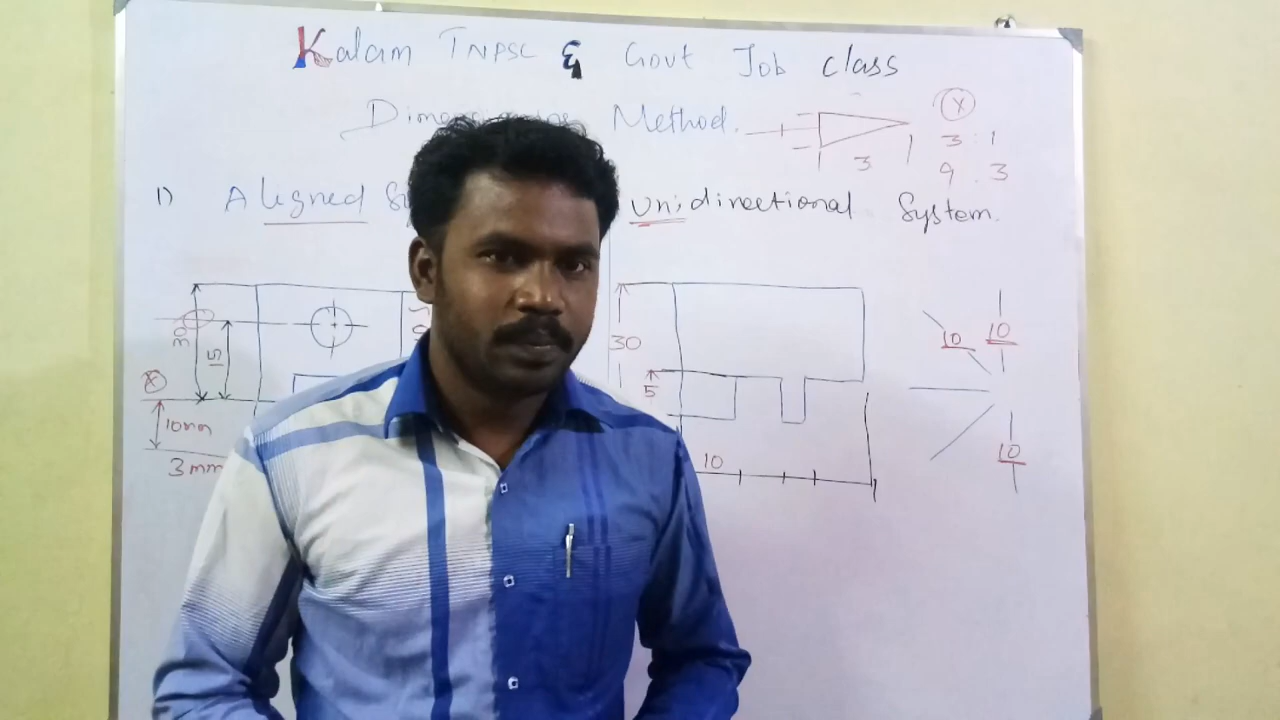 Kalam TNPSC & Govt Job class
Method.
X
3 : 1
3
9 . 3
1) Aligned
Unidirectional System.
30
15
30
5
10
10
X
10mm
10
10
3mm